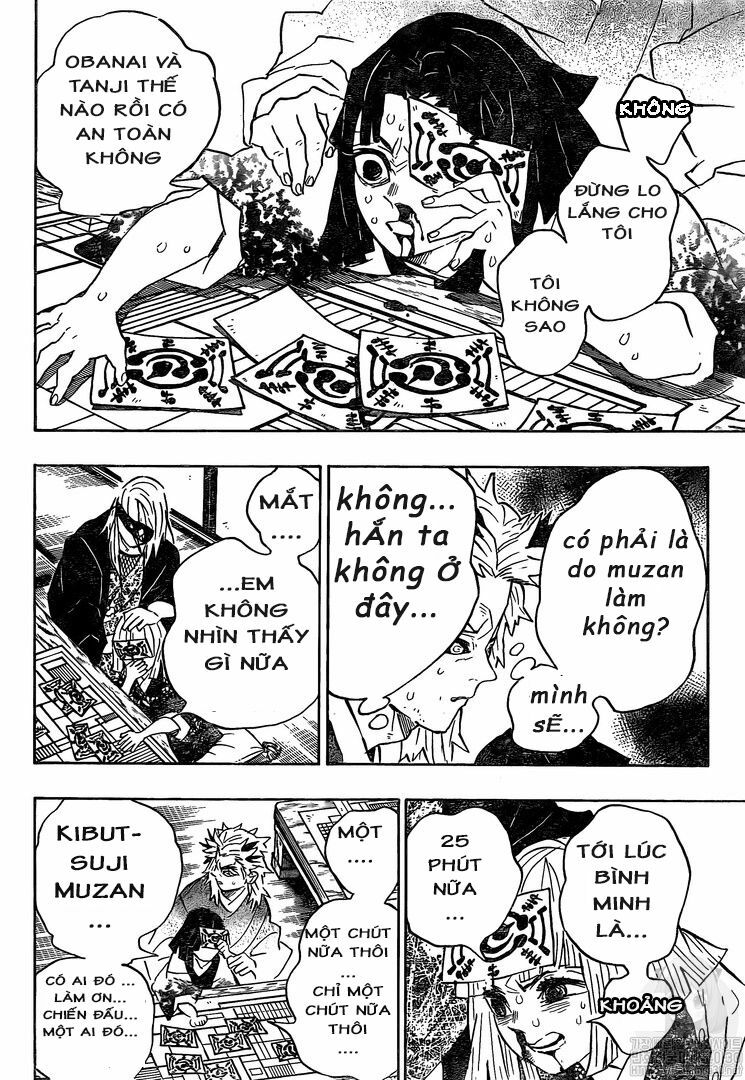 KHÔNG
ĐỪNG LO
LẮNG CHO
TÔI
TÔI
KHÔNG
SAO
OBANAI VÀ
TANJI THẾ
NÀO RỒI CÓ
AN TOÀN
KHÔNG
có phẢi là
do muzan
làm
không?
mình
sẼ...
không...
hẮn ta
không Ở
đây...
MẮT
....
...EM
KHÔNG
NHÌN THẤY
GÌ NỮA
TỚI LÚC
BÌNH
MINH
LÀ...
KHOẢNG
25
PHÚT
NỮA
...
MỘT
....
MỘT CHÚT
NỮA THÔI
....
CHỈ MỘT
CHÚT NỮA
THÔI
....
KIBUT-
SUJI
MUZAN
...
CÓ AI ĐÓ ...
LÀM ƠN...
CHIẾN ĐẤU...
MỘT AI ĐÓ...